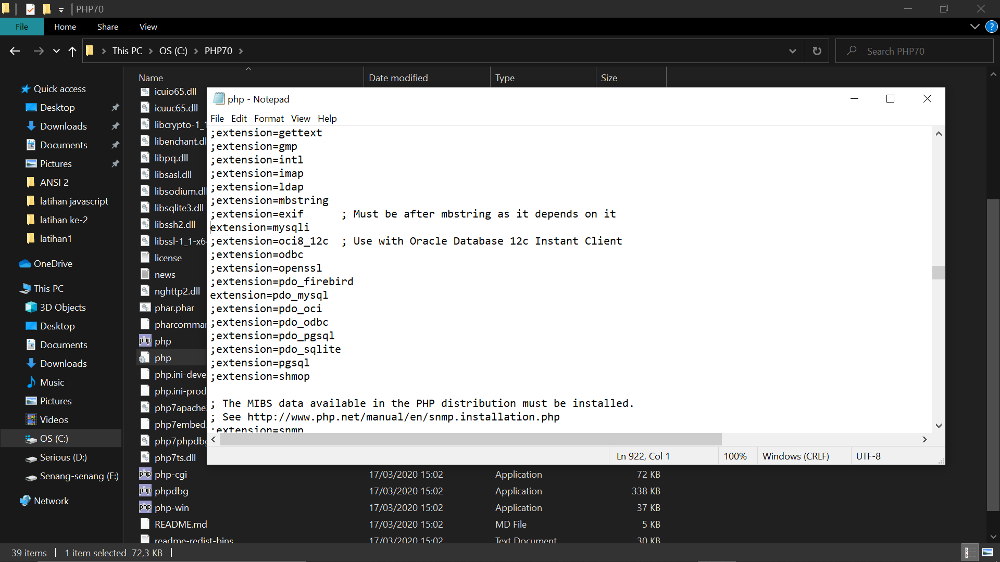 PHP70
File Home Share View
This PC OS (C:) PHP70 Search PHP70
Name Date modified Type Size
Quick access
Desktop
Downloads
Documents
Pictures
ANSI 2
latihan javascript
latihan ke-2
latihan1
OneDrive
This PC
3D Objects
Desktop
Documents
Downloads
Music
Pictures
Videos
OS (C:)
Serious (D:)
Senang-senang (E:)
Network
icuio65.dll
icuuc65.dll
libcrypto-1_1
libenchant.dl
libpq.dll
libsasl.dll
libsodium.dl
libsqlite3.dll
libssh2.dll
libssl-1_1-x6
license
news
nghttp2.dll
phar.phar
pharcomma
php
php
php.ini-deve
php.ini-prod
php7apache
php7embed
php7phpdb
php7ts.dll
php-cgi 17/03/2020 15:02 Application 72 KB
phpdbg 17/03/2020 15:02 Application 338 KB
php-win 17/03/2020 15:02 Application 37 KB
README.md 17/03/2020 15:02 MD File 5 KB
readme-redist-bins 17/03/2020 15:02 Text Document 30 KB
php - Notepad
File Edit Format View Help
;extension=gettext
;extension=gmp
;extension=intl
;extension=imap
;extension=ldap
;extension=mbstring
;extension=exif ; Must be after mbstring as it depends on it
extension=mysqli
;extension=oci8_12c ; Use with Oracle Database 12c Instant Client
;extension=odbc
;extension=openssl
;extension=pdo_firebird
extension=pdo_mysql
;extension=pdo_oci
;extension=pdo_odbc
;extension=pdo_pgsql
;extension=pdo_sqlite
;extension=pgsql
;extension=shmop
; The MIBS data available in the PHP distribution must be installed.
; See http://www.php.net/manual/en/snmp.installation.php
;extension=snmp
Ln 922, Col 1 100% Windows (CRLF) UTF-8
39 items 1 item selected 72,3 KB